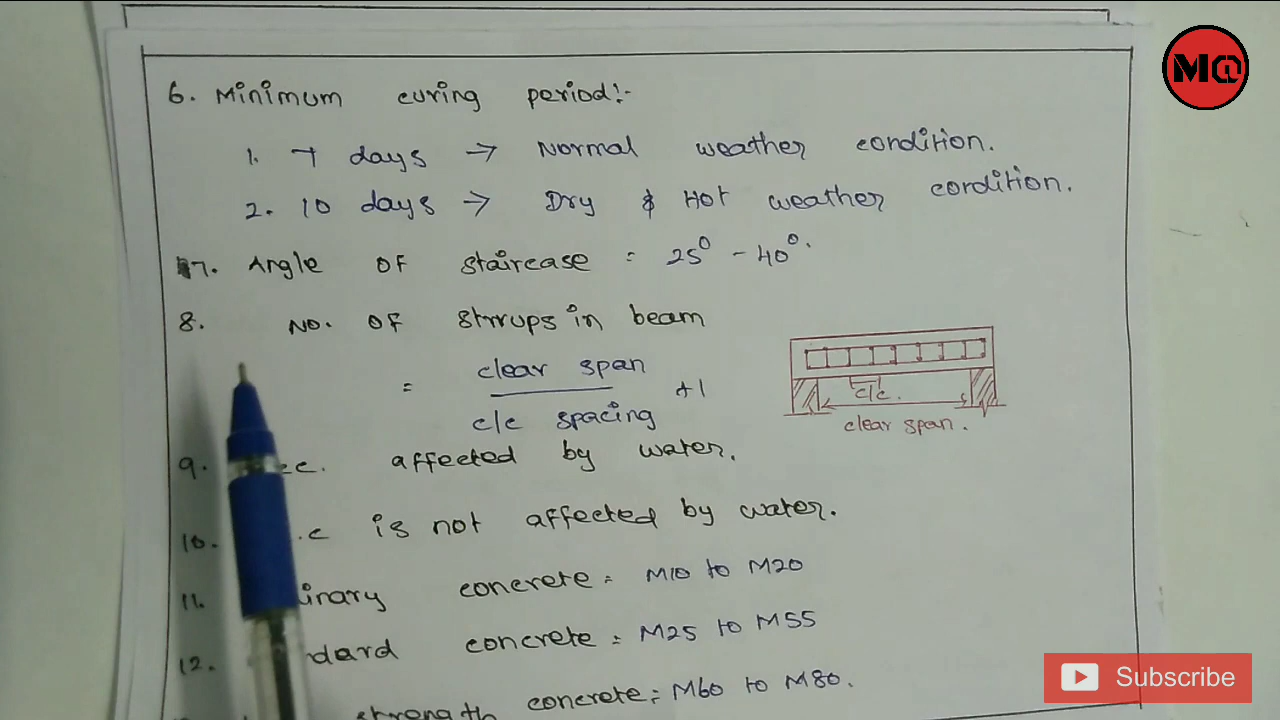 M@
6. Minimum curing period:-
1. 7 days → Normal weather condition.
2. 10 days → Dry & Hot weather condition.
7. Angle of staircase = 25° - 40°.
8. No. of strrups in beam
= clear span / c/c spacing +1
c/c.
clear span.
9. affected by water.
10. is not affected by water.
11. concrete = M10 to M20
12. concrete = M25 to M55
strength concrete = M60 to M80.
Subscribe